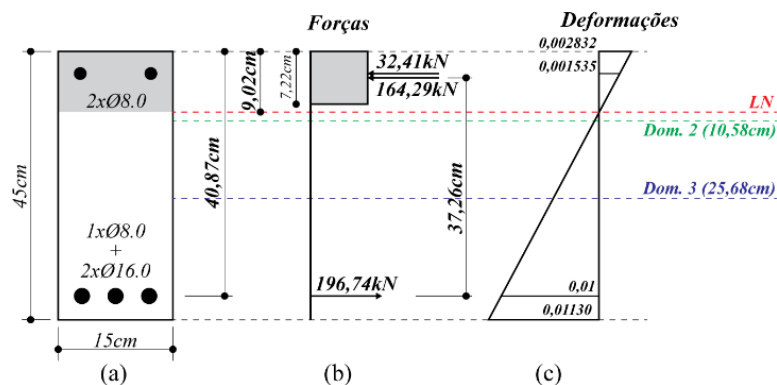 Forças
Deformações
0,002832
0,001535
32,41kN
164,29kN
9,02cm
7,22cm
2xØ8.0
LN
Dom. 2 (10,58cm)
45cm
40,87cm
37,26cm
Dom. 3 (25,68cm)
1xØ8.0
+
2xØ16.0
196,74kN
0,01
0,01130
15cm
(a)
(b)
(c)